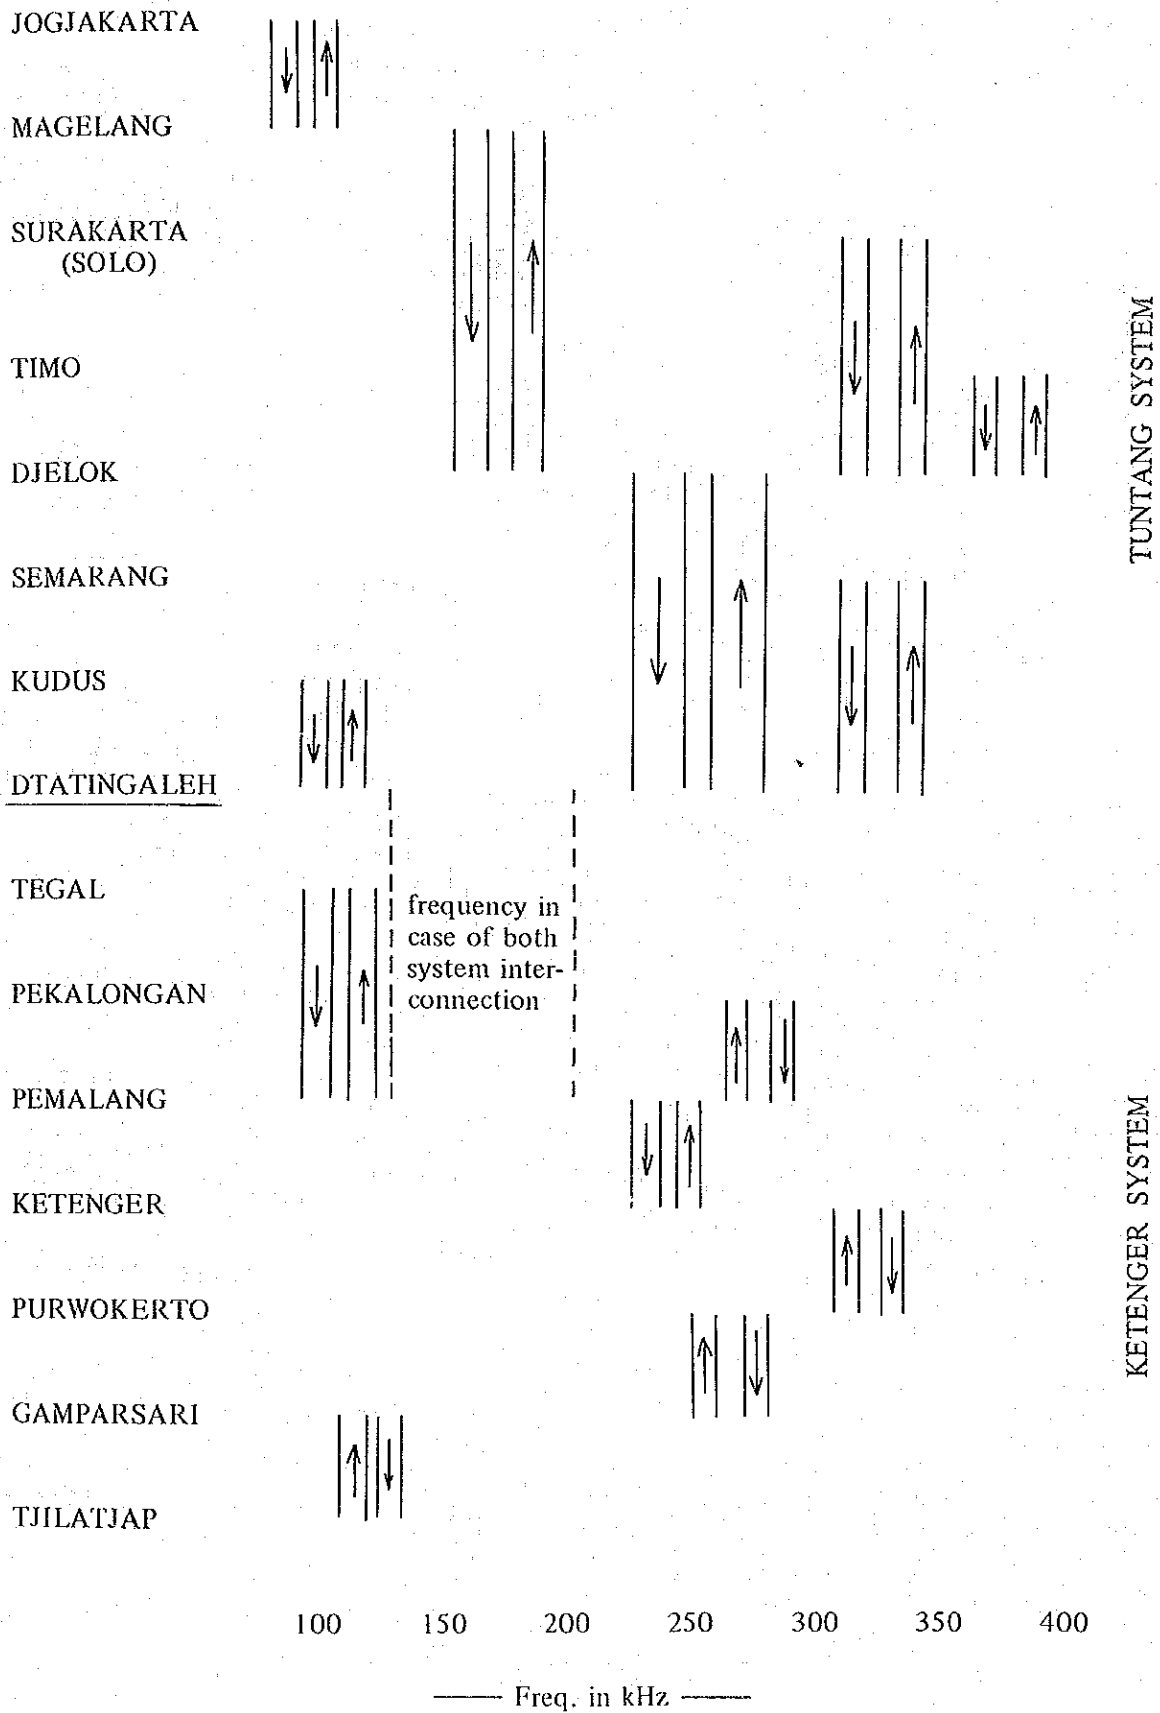 JOGJAKARTA
MAGELANG
SURAKARTA
(SOLO)
TIMO
DJELOK
SEMARANG
KUDUS
DTATINGALEH
TEGAL
PEKALONGAN
PEMALANG
KETENGER
PURWOKERTO
GAMPARSARI
TJILATJAP
frequency in
case of both
system inter-
connection
TUNTANG SYSTEM
KETENGER SYSTEM
100 150 200 250 300 350 400
Freq. in kHz